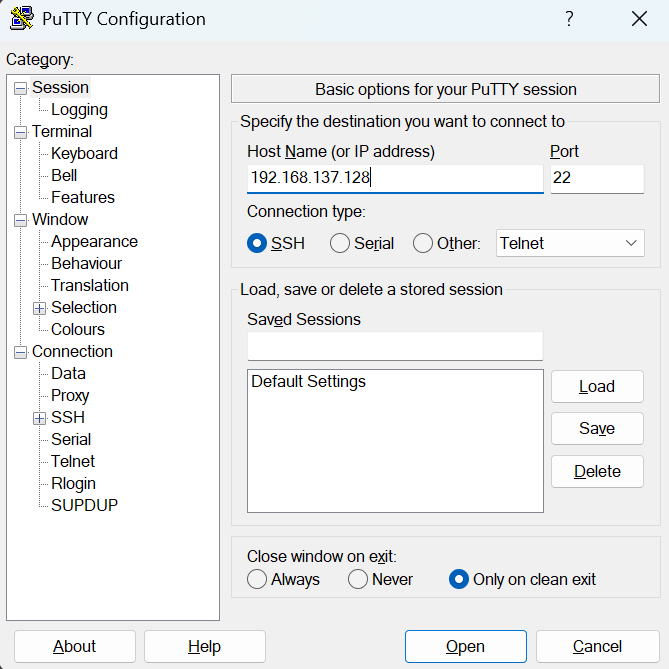 PuTTY Configuration
?
Category:
Session
Logging
Terminal
Keyboard
Bell
Features
Window
Appearance
Behaviour
Translation
Selection
Colours
Connection
Data
Proxy
SSH
Serial
Telnet
Rlogin
SUPDUP
Basic options for your PuTTY session
Specify the destination you want to connect to
Host Name (or IP address) Port
192.168.137.128 22
Connection type:
SSH Serial Other: Telnet
Load, save or delete a stored session
Saved Sessions
Default Settings
Load
Save
Delete
Close window on exit:
Always Never Only on clean exit
About Help Open Cancel